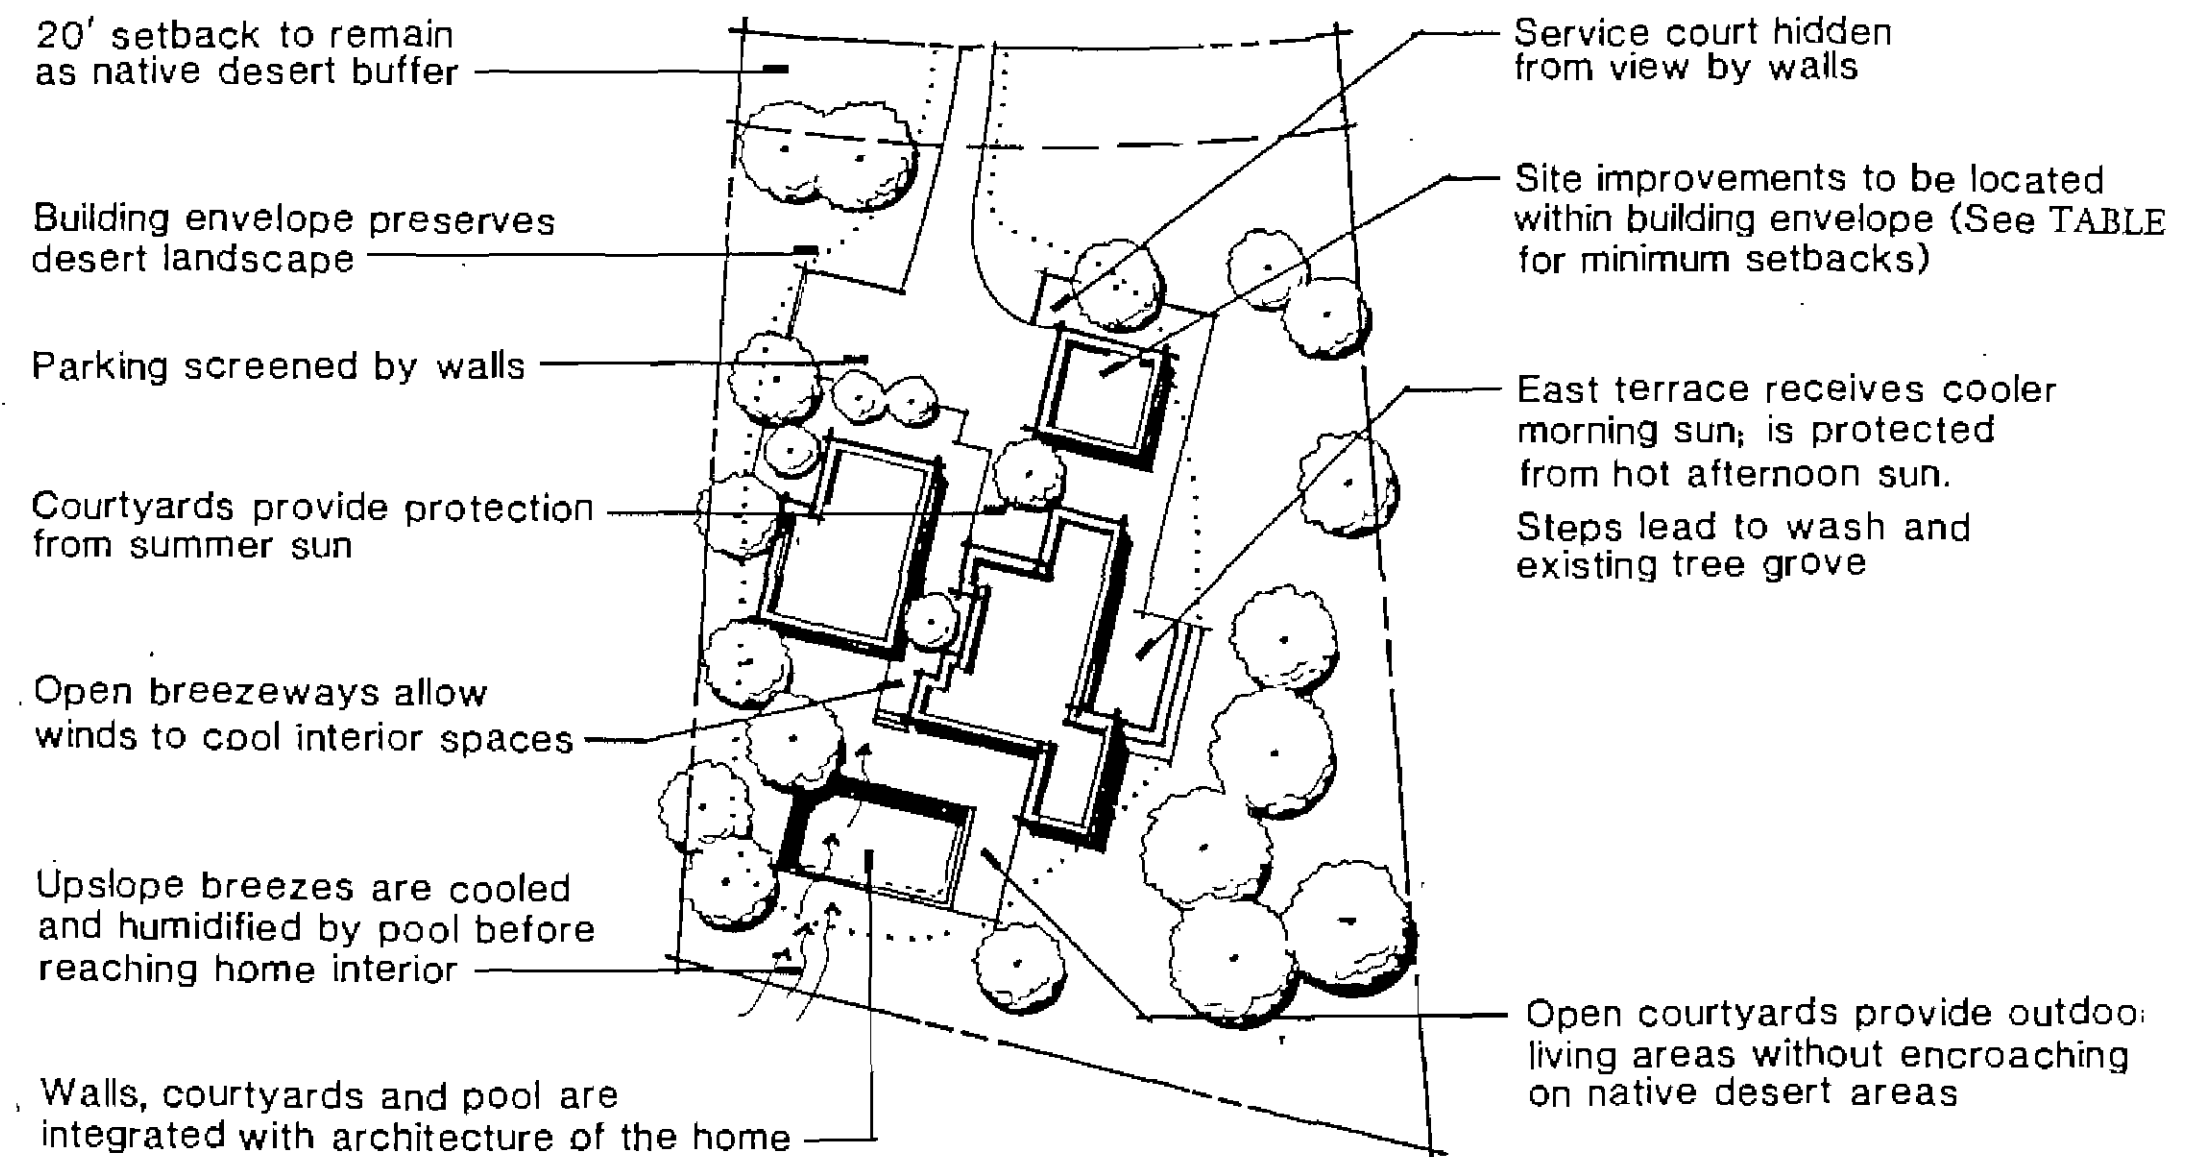 20' setback to remain
as native desert buffer
Building envelope preserves
desert landscape
Parking screened by walls
Courtyards provide protection
from summer sun
Open breezeways allow
winds to cool interior spaces
Upslope breezes are cooled
and humidified by pool before
reaching home interior
Walls, courtyards and pool are
integrated with architecture of the home
Service court hidden
from view by walls
Site improvements to be located
within building envelope (See TABLE
for minimum setbacks)
East terrace receives cooler
morning sun; is protected
from hot afternoon sun.
Steps lead to wash and
existing tree grove
Open courtyards provide outdoor
living areas without encroaching
on native desert areas